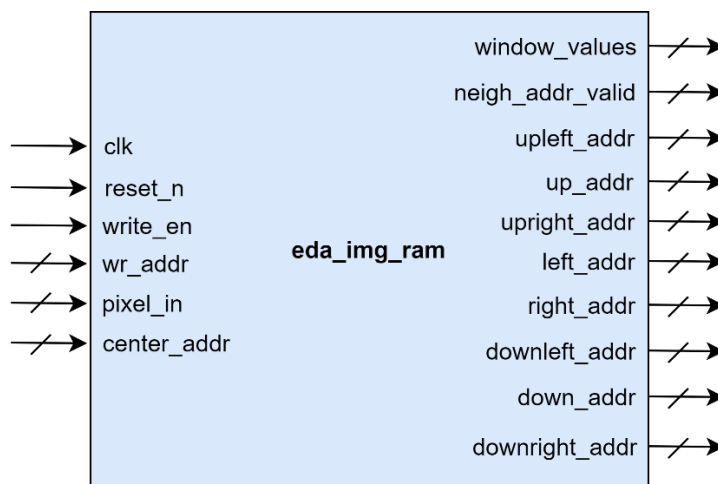 clk
reset_n
write_en
wr_addr
pixel_in
center_addr
eda_img_ram
window_values
neigh_addr_valid
upleft_addr
up_addr
upright_addr
left_addr
right_addr
downleft_addr
down_addr
downright_addr